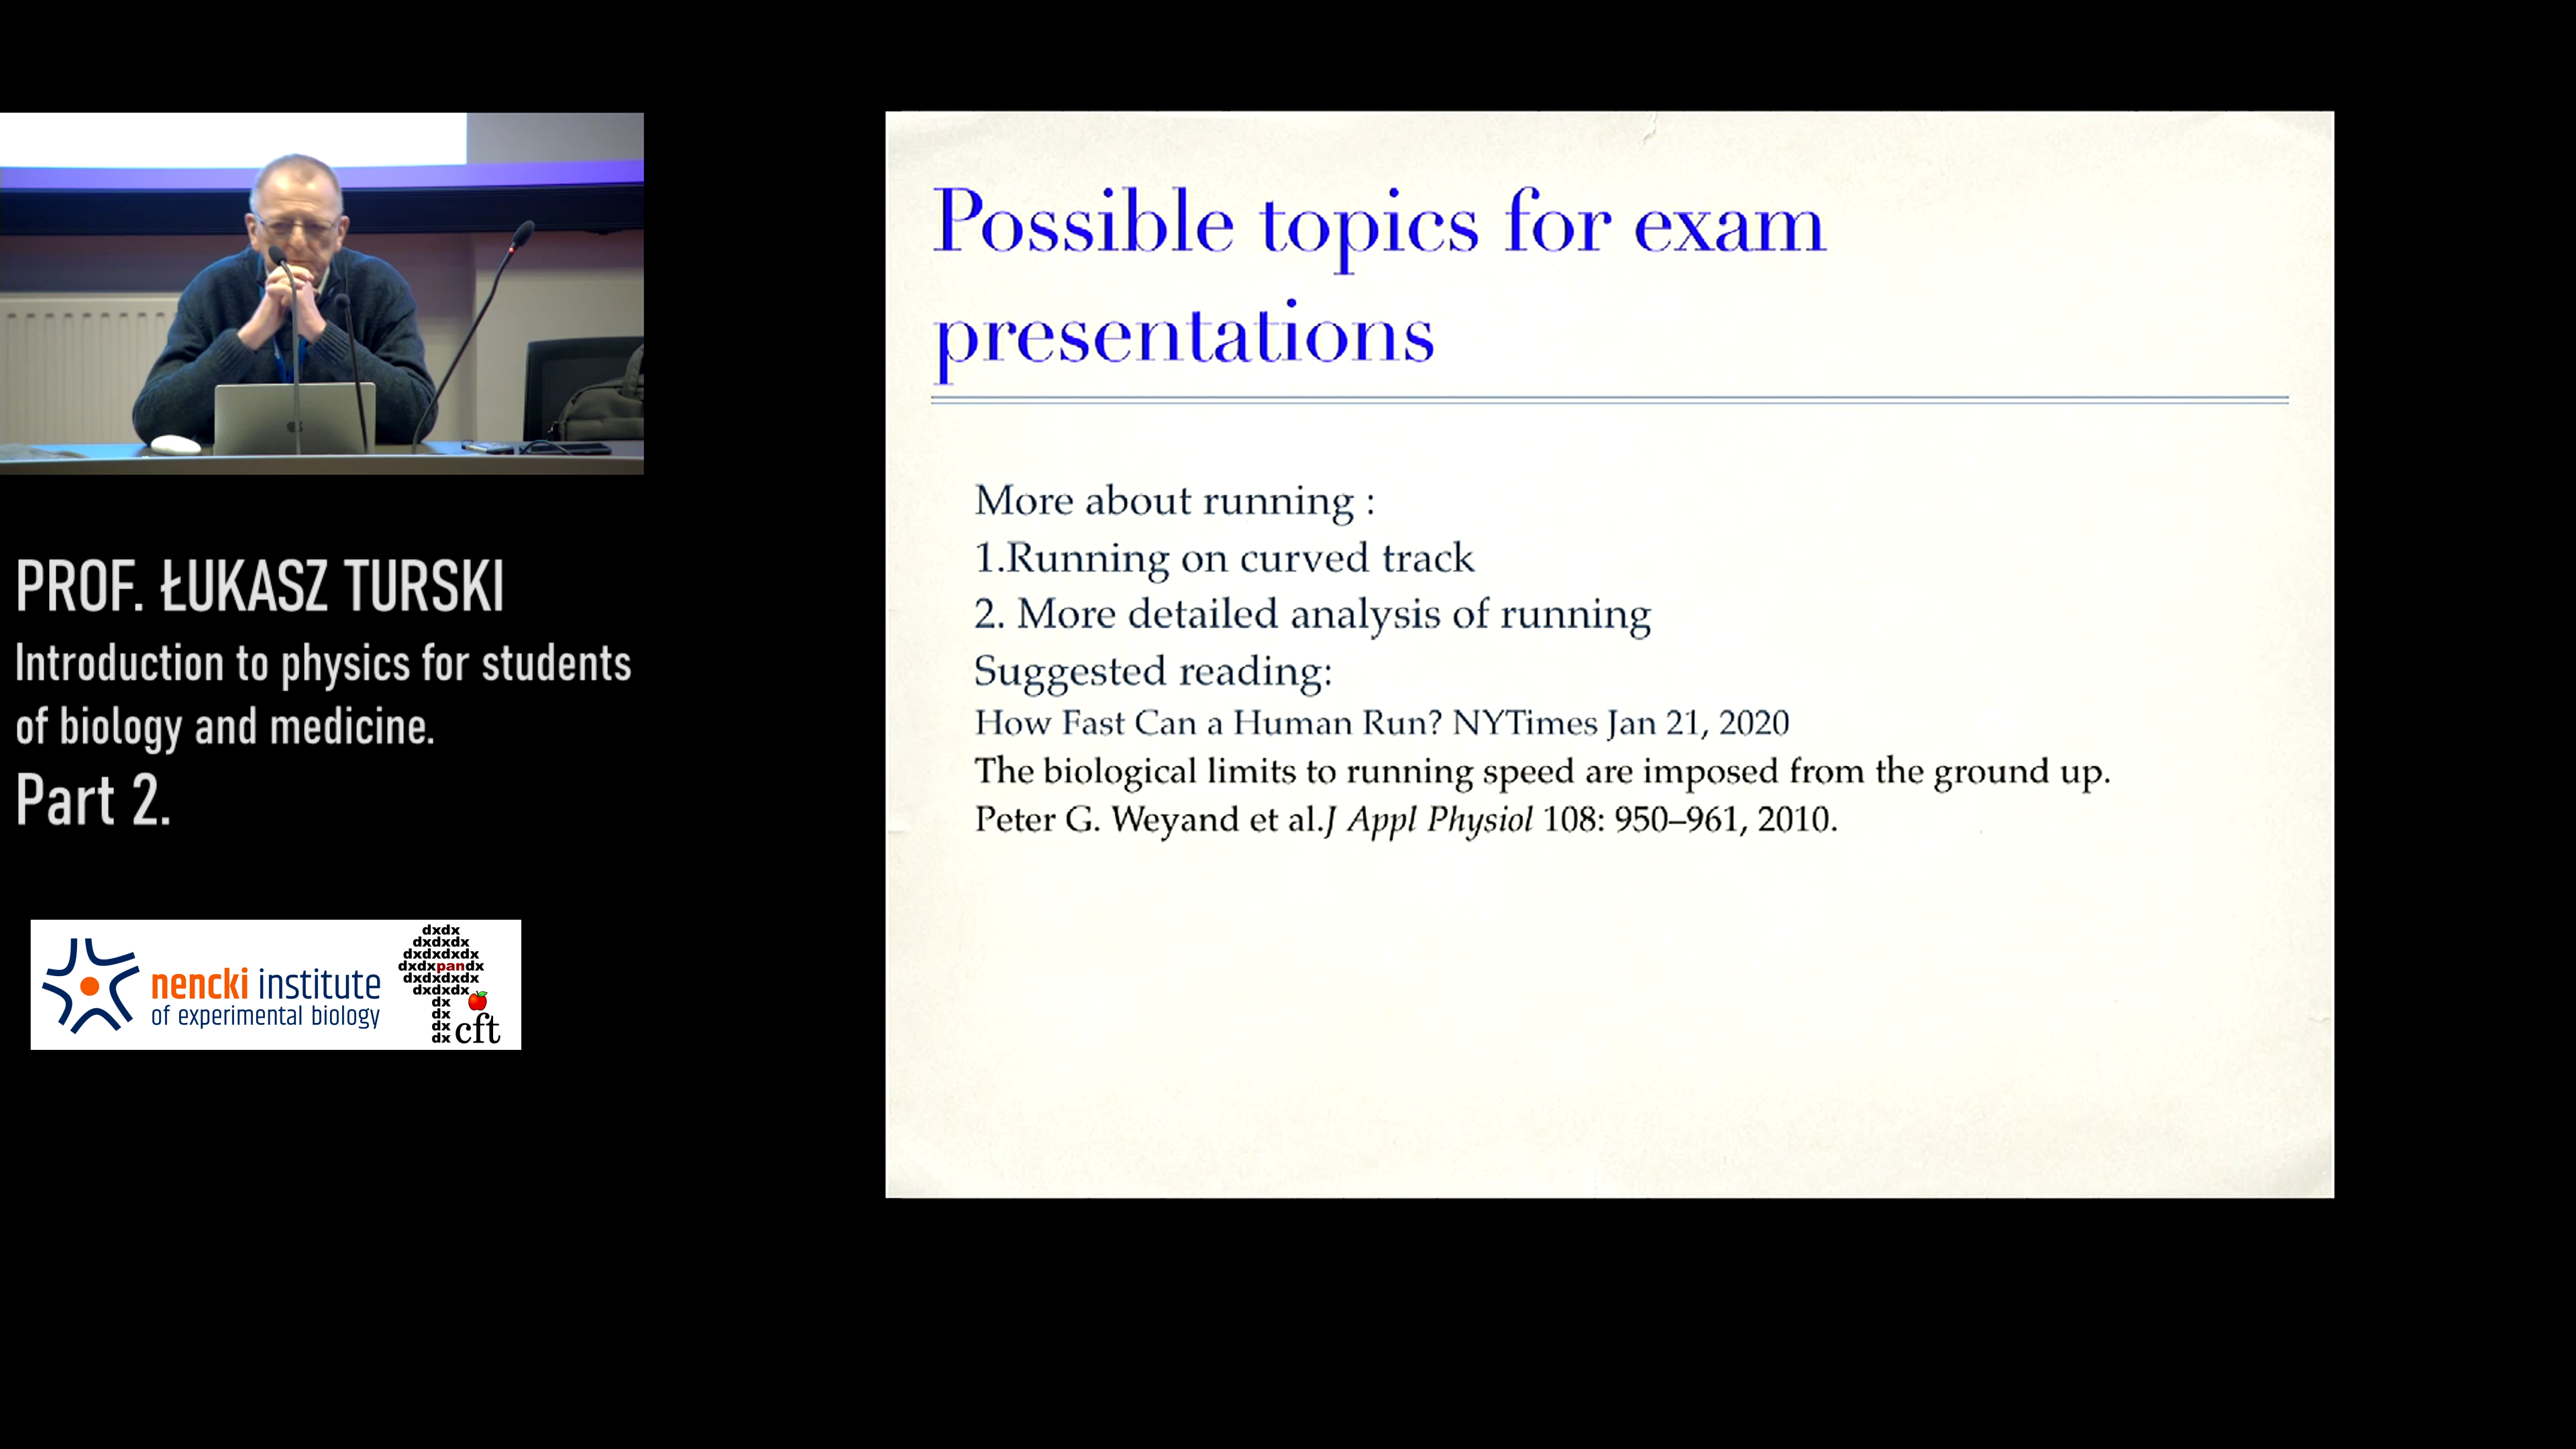 PROF. ŁUKASZ TURSKI
Introduction to physics for students
of biology and medicine.
Part 2.
nencki institute
of experimental biology
dxdx
dxdxdx
dxdxdxdx
dxdxpandx
dxdxdxdx
dxdxdx
dx
dx
dx
dx cft
Possible topics for exam
presentations
More about running :
1.Running on curved track
2. More detailed analysis of running
Suggested reading:
How Fast Can a Human Run? NYTimes Jan 21, 2020
The biological limits to running speed are imposed from the ground up.
Peter G. Weyand et al.J Appl Physiol 108: 950–961, 2010.